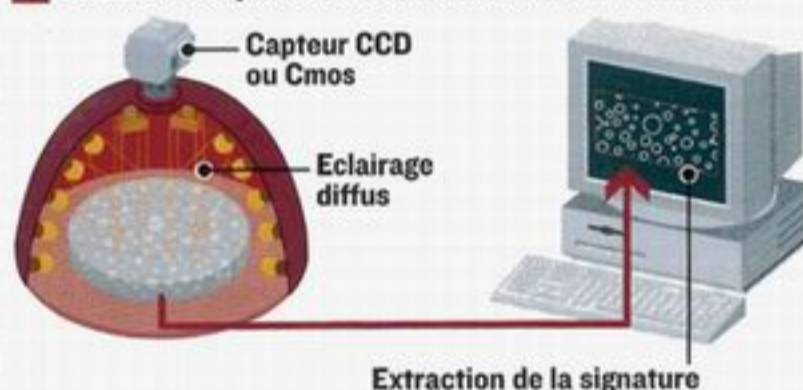 Capteur CCD
ou Cmos
Eclairage
diffus
Extraction de la signature